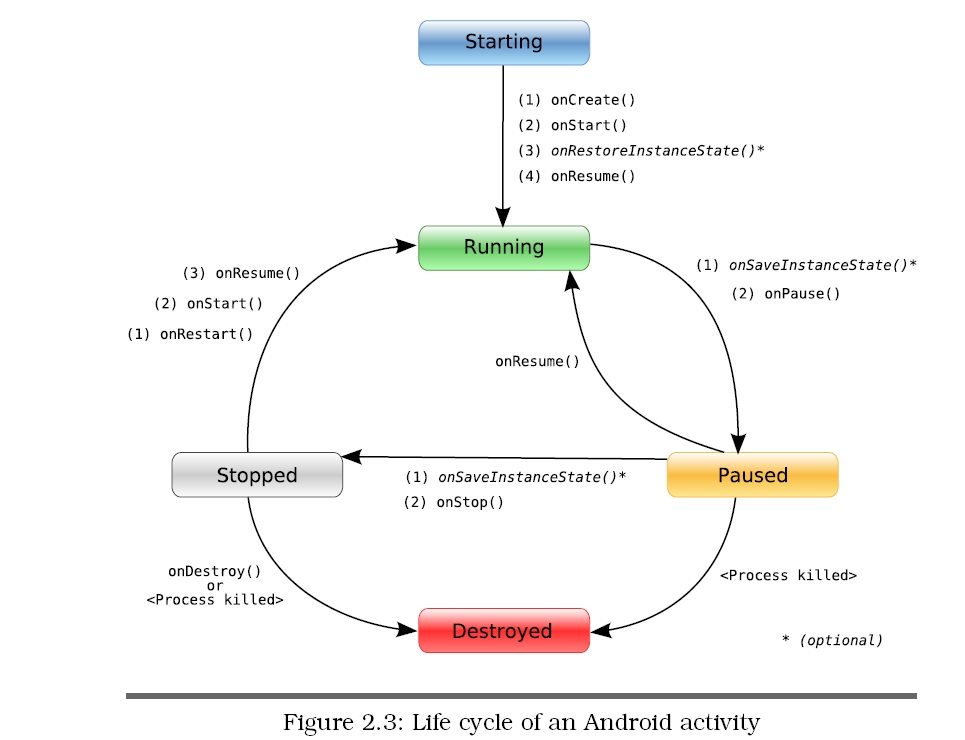 Starting
(1) onCreate()
(2) onStart()
(3) onRestoreInstanceState()*
(4) onResume()
Running
(3) onResume()
(2) onStart()
(1) onRestart()
(1) onSaveInstanceState()*
(2) onPause()
onResume()
Stopped
(1) onSaveInstanceState()*
(2) onStop()
Paused
onDestroy()
or
<Process killed>
<Process killed>
Destroyed
* (optional)
Figure 2.3: Life cycle of an Android activity